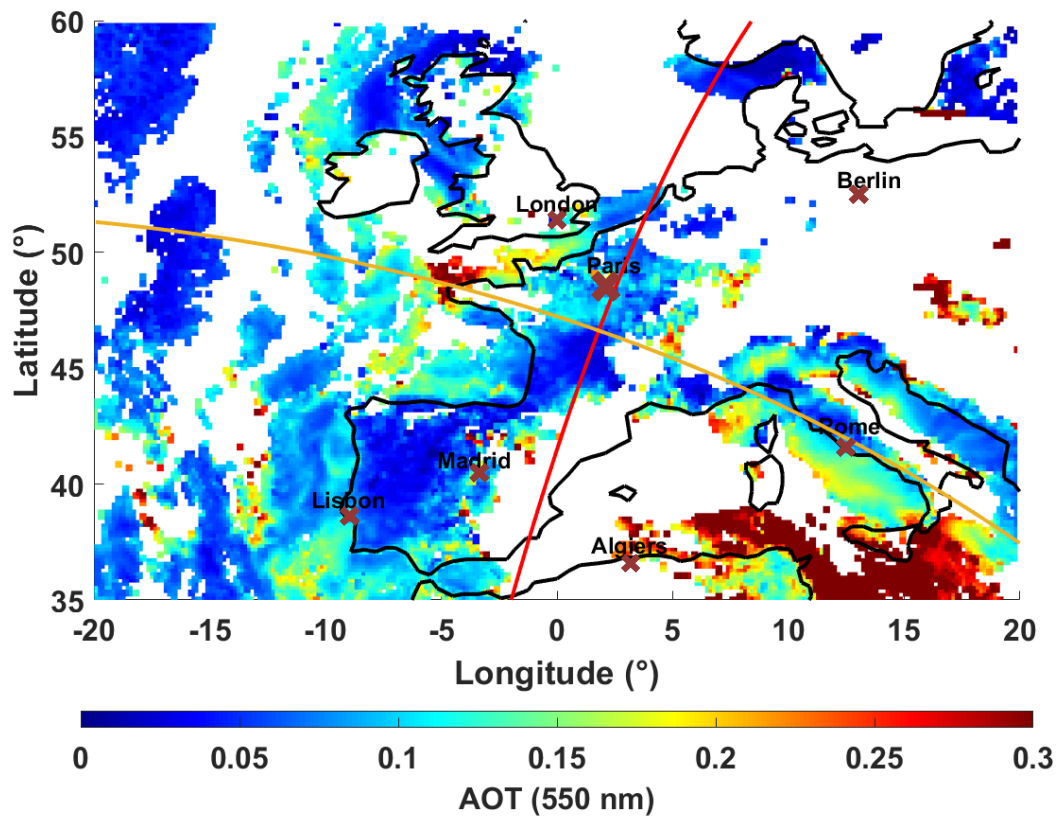 60
55
50
45
40
35
Latitude (°)
Berlin
London
Paris
Rome
Madrid
Lisbon
Algiers
-20 -15 -10 -5 0 5 10 15 20
Longitude (°)
0 0.05 0.1 0.15 0.2 0.25 0.3
AOT (550 nm)